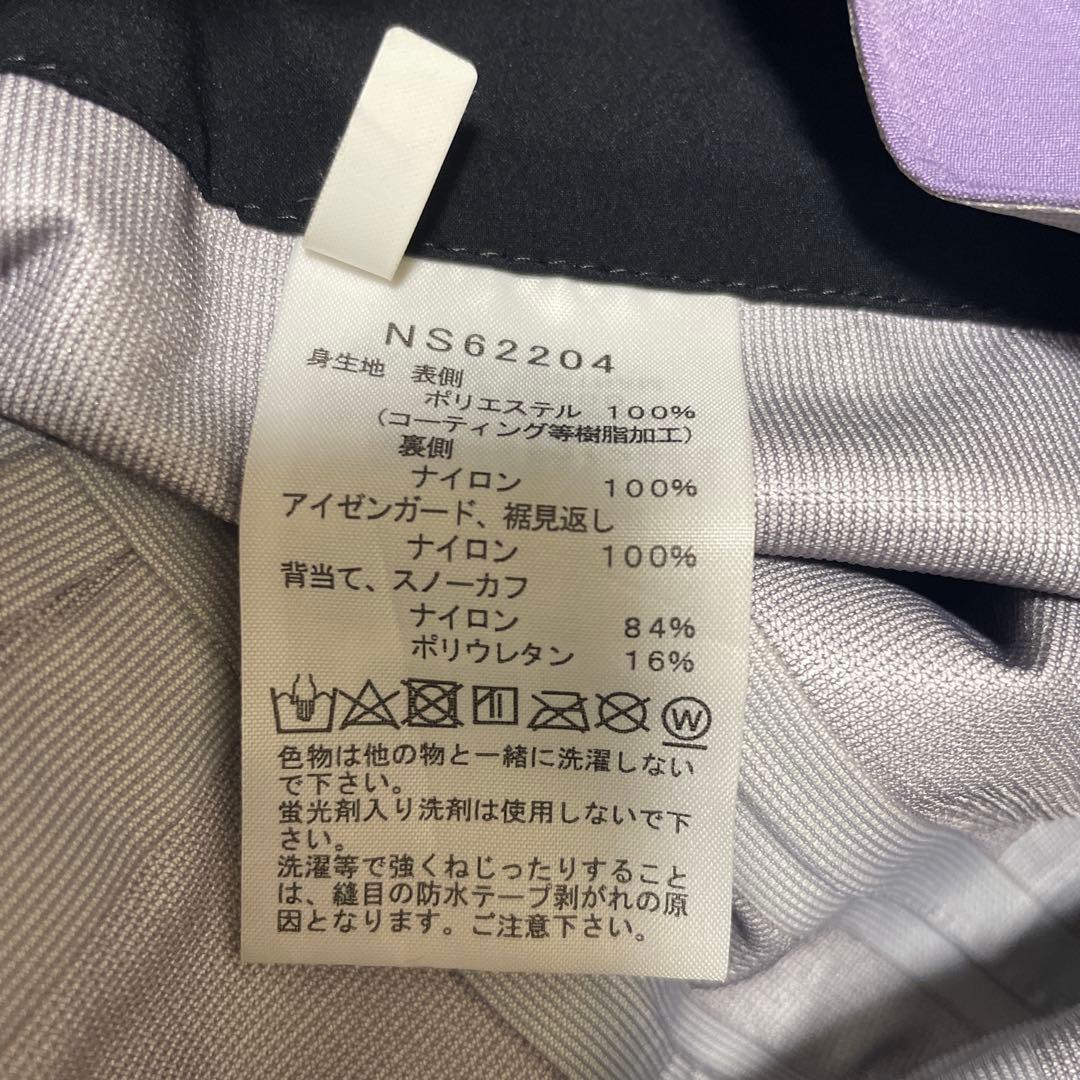 NS62204
身生地 表側
ポリエステル 100%
(コーティング等樹脂加工)
裏側
ナイロン 100%
アイゼンガード、裾見返し
ナイロン 100%
背当て、スノーカフ
ナイロン 84%
ポリウレタン 16%
W
色物は他の物と一緒に洗濯しない
で下さい。
蛍光剤入り洗剤は使用しないで下
さい。
洗濯等で強くねじったりすること
は、縫目の防水テープ剥がれの原
因となります。ご注意下さい。